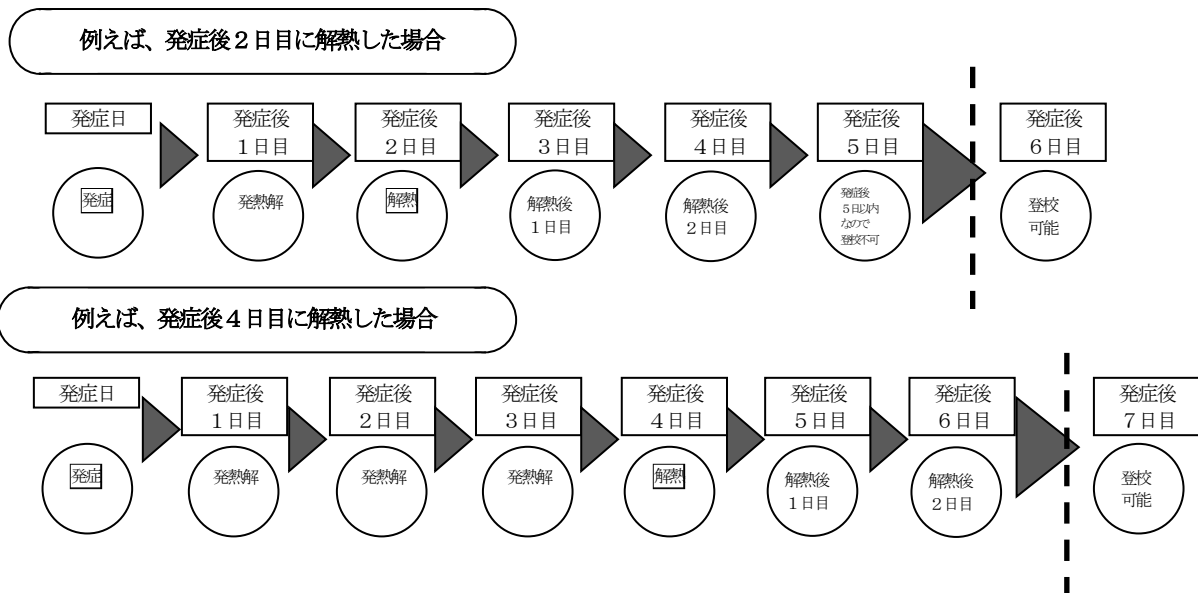 例えば、発症後２日目に解熱した場合
発症日
発症後
１日目
発症後
２日目
発症後
３日目
発症後
４日目
発症後
５日目
発症後
６日目
発症
発熱解
解熱
解熱後
１日目
解熱後
２日目
発症後
５日以内
なので
登校不可
登校
可能
例えば、発症後４日目に解熱した場合
発症日
発症後
１日目
発症後
２日目
発症後
３日目
発症後
４日目
発症後
５日目
発症後
６日目
発症後
７日目
発症
発熱解
発熱解
発熱解
解熱
解熱後
１日目
解熱後
２日目
登校
可能